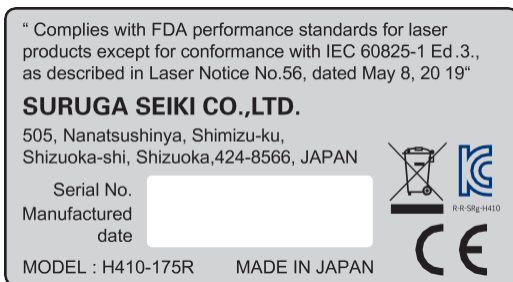 “ Complies with FDA performance standards for laser
products except for conformance with IEC 60825-1 Ed.3.,
as described in Laser Notice No.56, dated May 8, 20 19“
SURUGA SEIKI CO.,LTD.
505, Nanatsushinya, Shimizu-ku,
Shizuoka-shi, Shizuoka,424-8566, JAPAN
Serial No.
Manufactured
date
R-R-SRg-H410
CE
MODEL : H410-175R MADE IN JAPAN